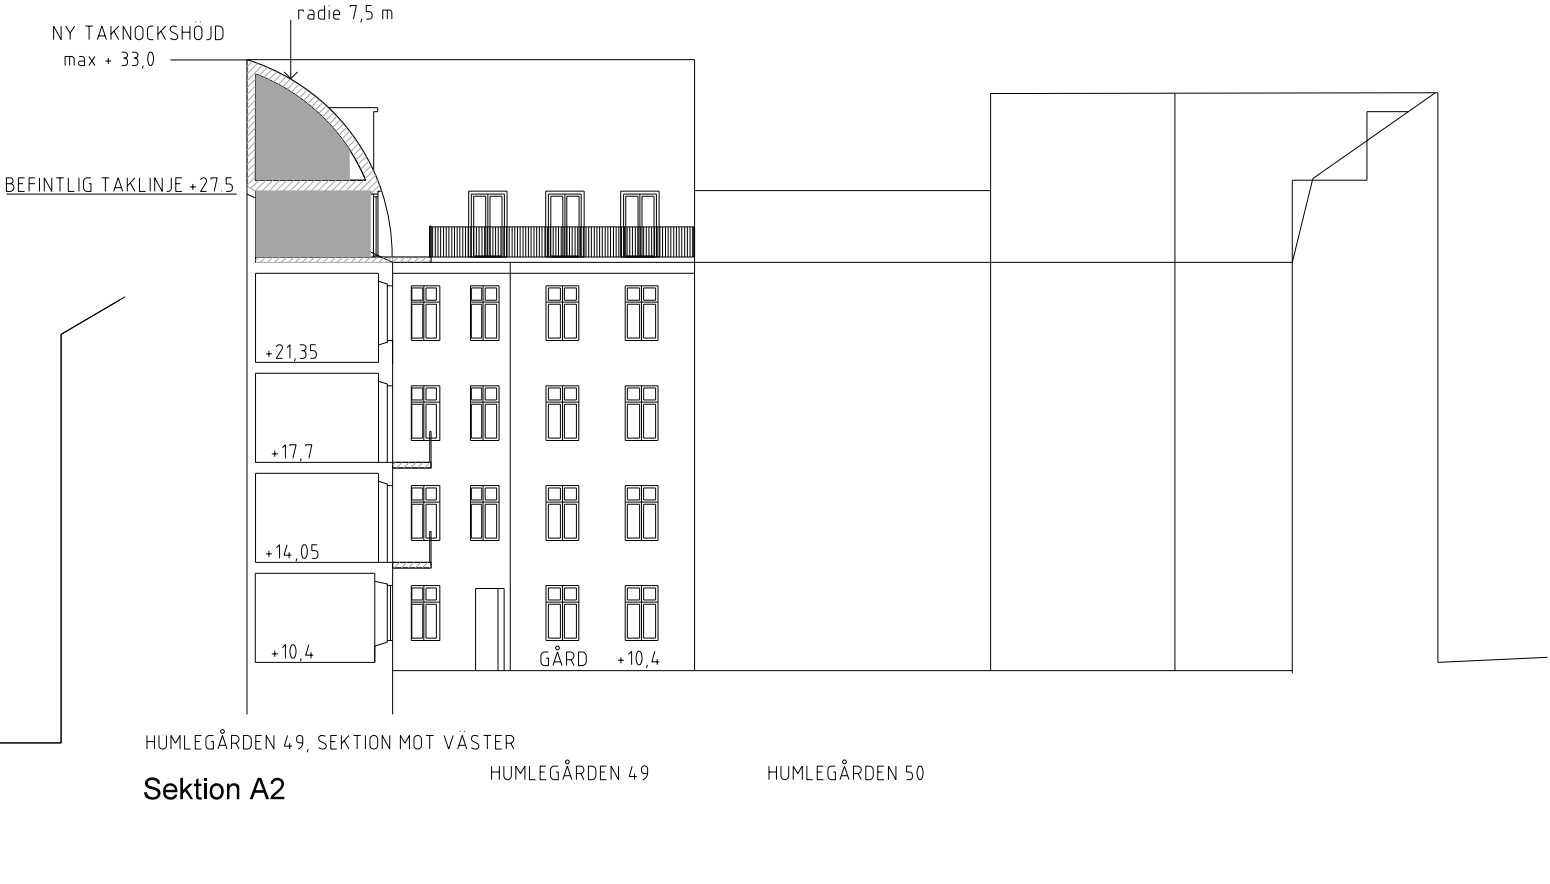 radie 7,5 m
NY TAKNOCKSHÖJD
max + 33,0
BEFINTLIG TAKLINJE +27.5
+21,35
+17,7
+14,05
+10,4
GÅRD +10,4
HUMLEGÅRDEN 49, SEKTION MOT VÄSTER
HUMLEGÅRDEN 49
HUMLEGÅRDEN 50
Sektion A2